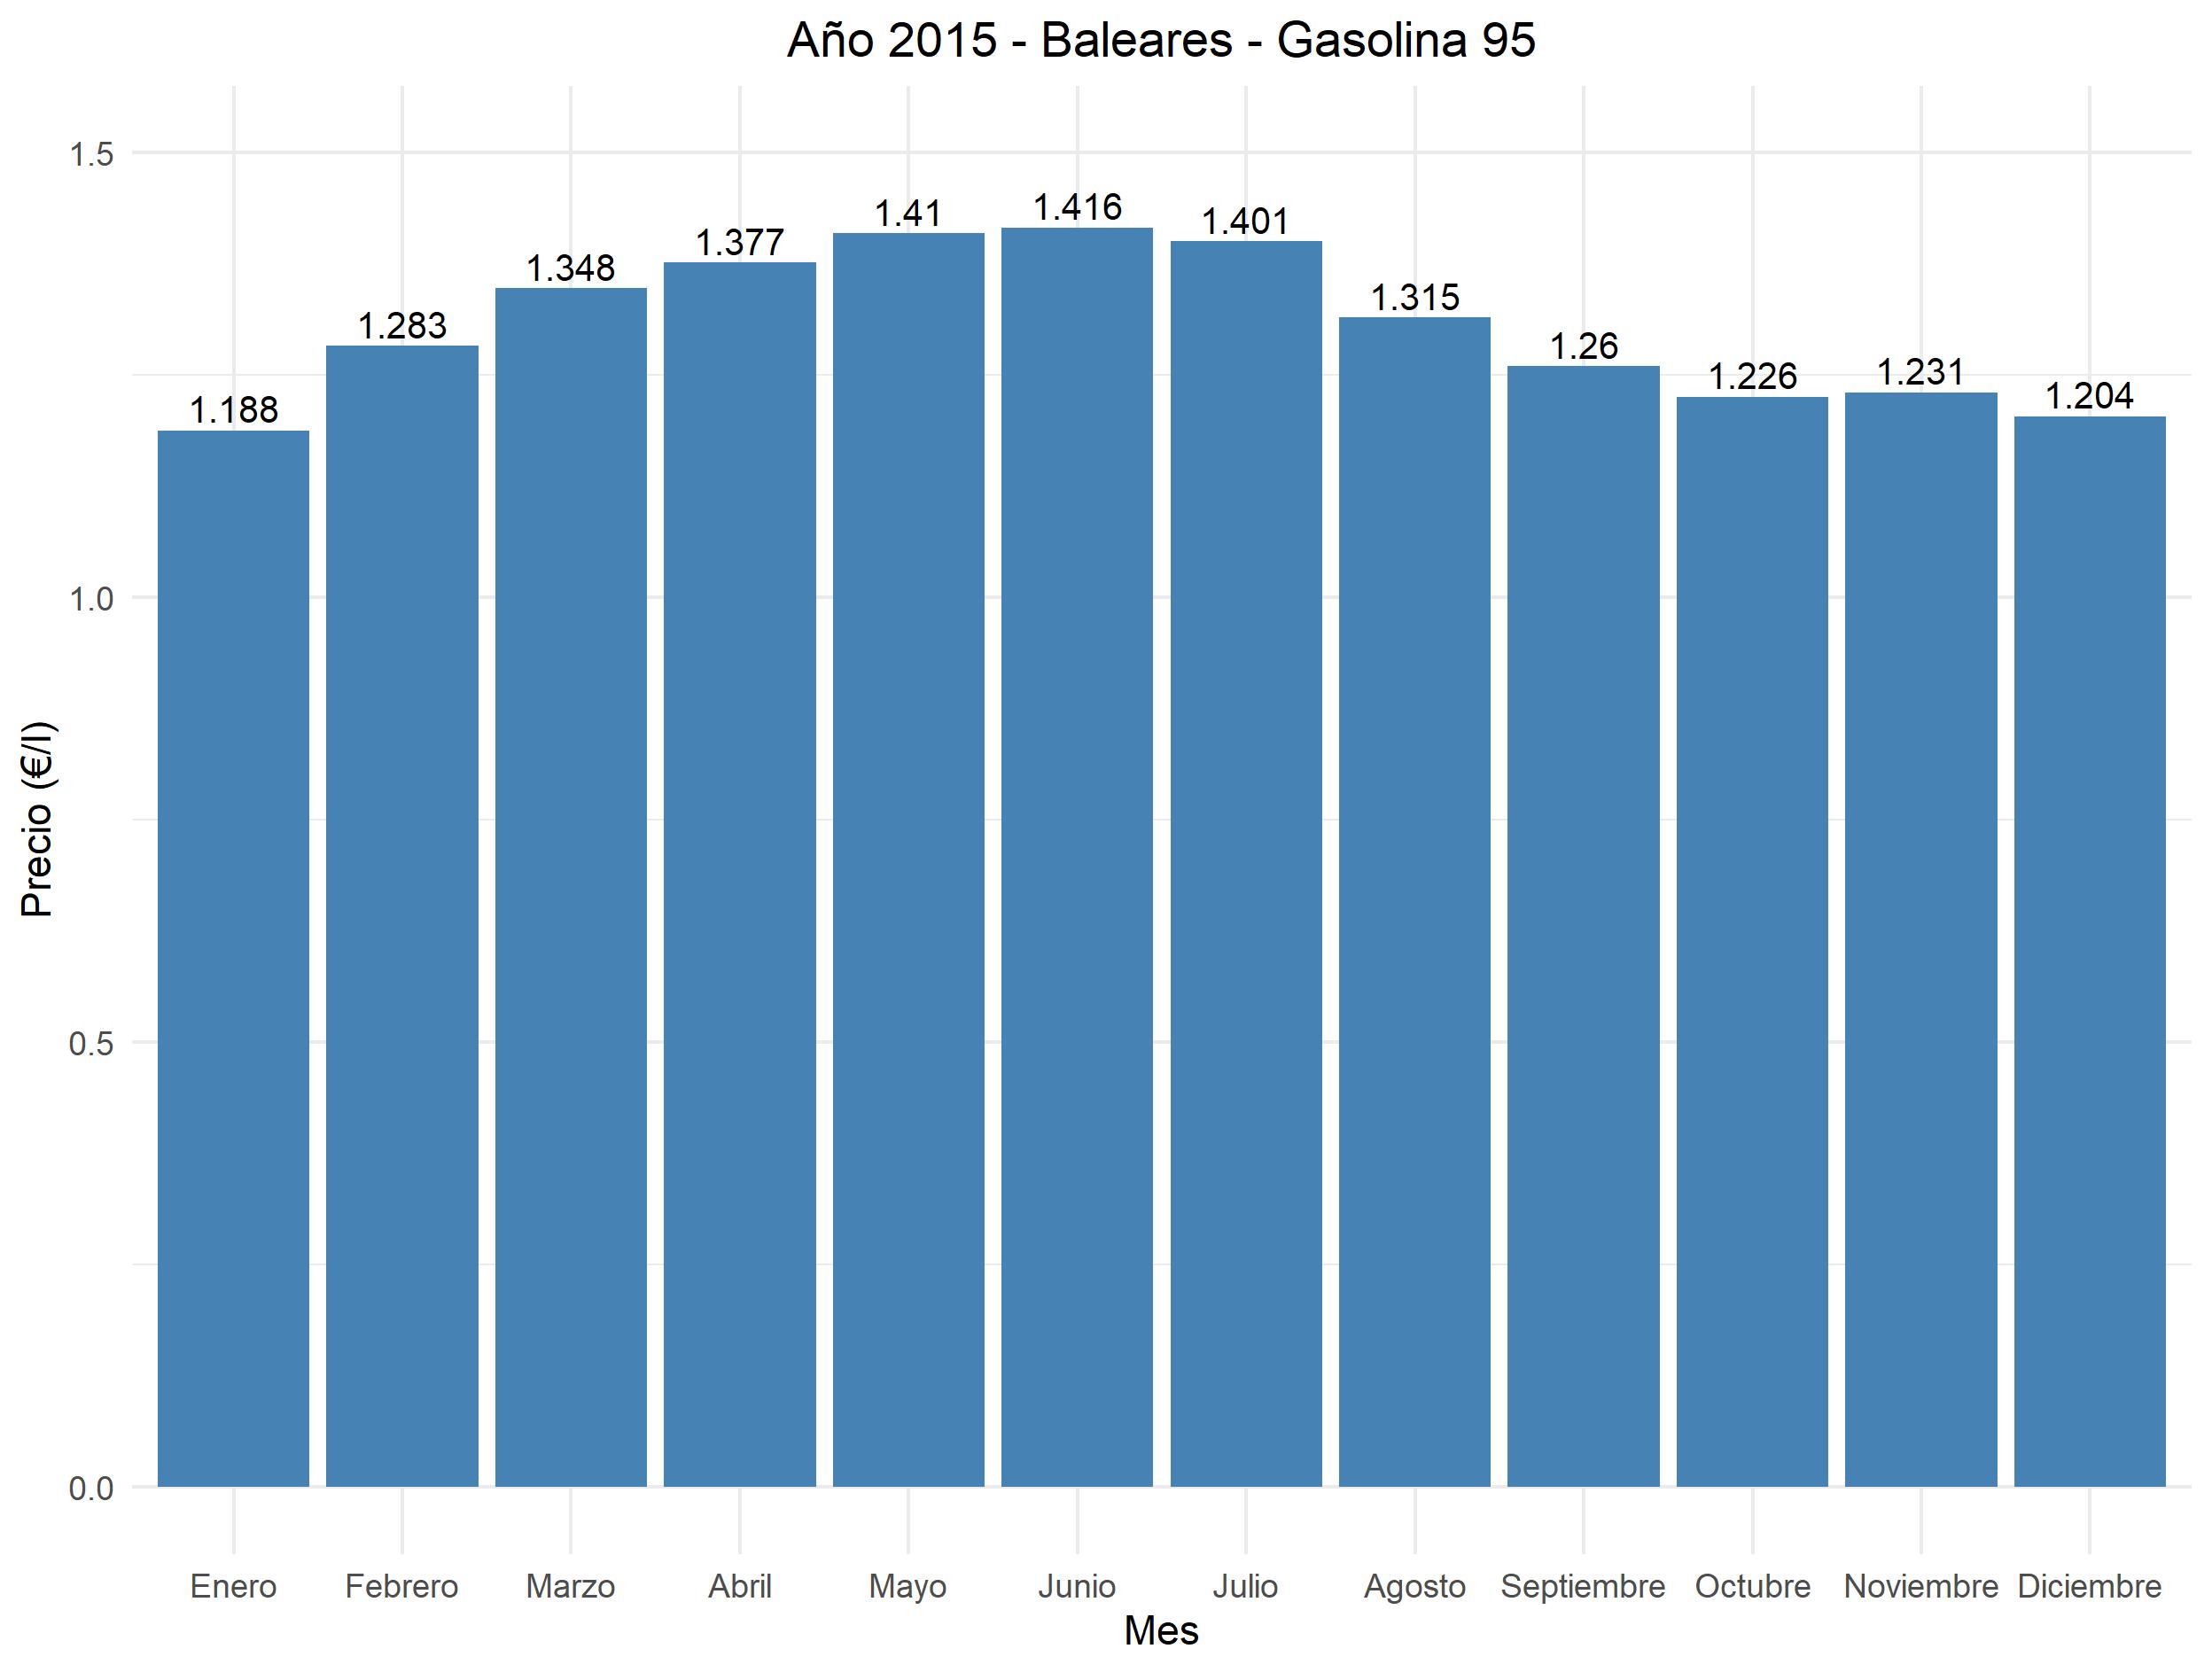 Año 2015 - Baleares - Gasolina 95
1.5
1.0
0.5
0.0
Precio (€/l)
1.188
1.283
1.348
1.377
1.41
1.416
1.401
1.315
1.26
1.226
1.231
1.204
Enero
Febrero
Marzo
Abril
Mayo
Junio
Julio
Agosto
Septiembre
Octubre
Noviembre
Diciembre
Mes